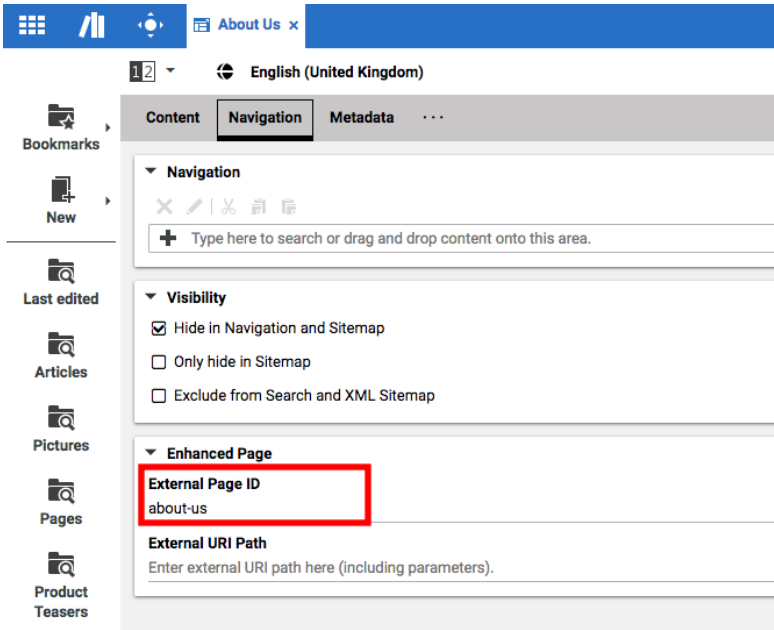 About Us ×
12
English (United Kingdom)
Content Navigation Metadata ···
Bookmarks
New
Last edited
Articles
Pictures
Pages
Product
Teasers
Navigation
Type here to search or drag and drop content onto this area.
Visibility
Hide in Navigation and Sitemap
Only hide in Sitemap
Exclude from Search and XML Sitemap
Enhanced Page
External Page ID
about-us
External URI Path
Enter external URI path here (including parameters).